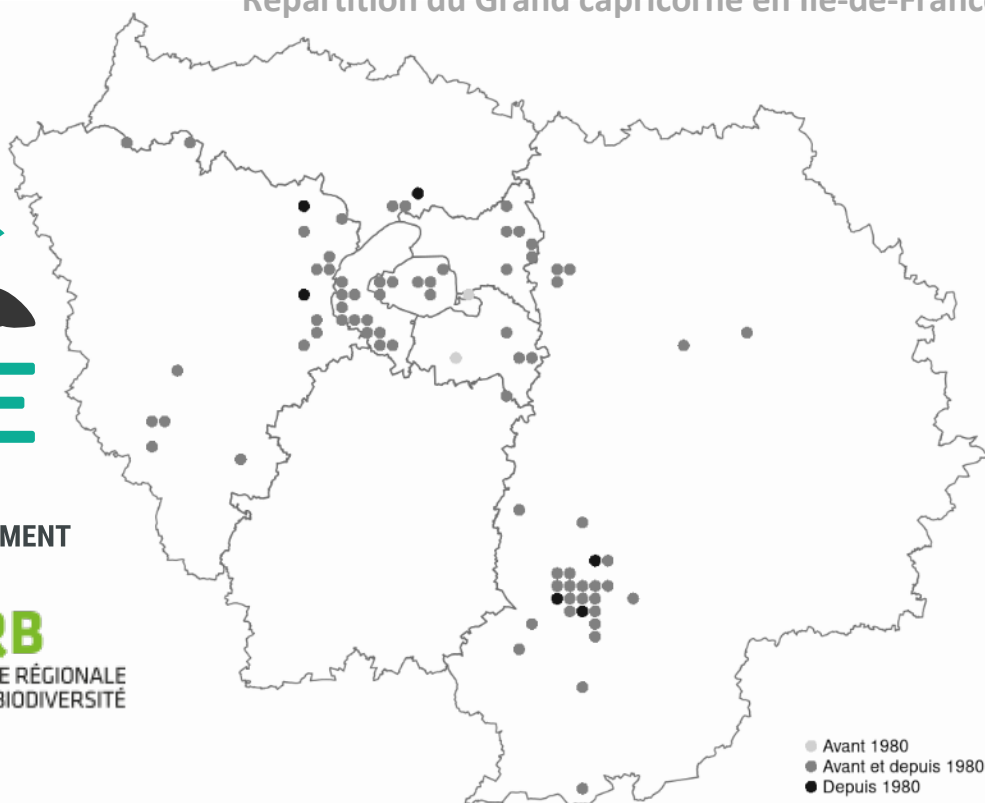 Répartition du Grand capricorne en Île-de-France
MENT
RB
E RÉGIONALE
BIODIVERSITÉ
Avant 1980
Avant et depuis 1980
Depuis 1980